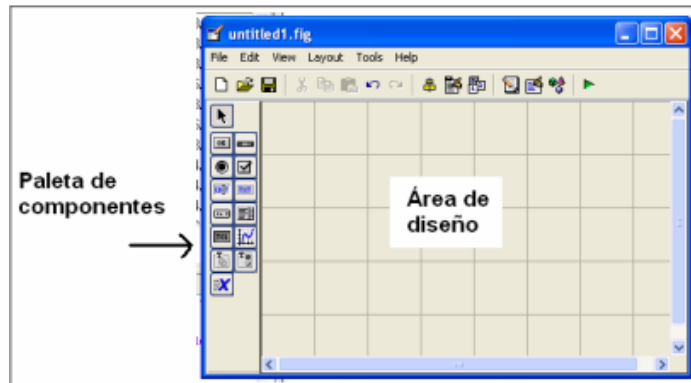 untitled1.fig
File Edit View Layout Tools Help
Paleta de
componentes
Área de
diseño